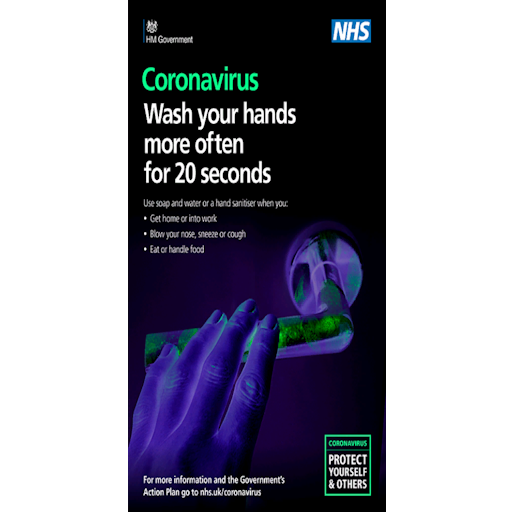 HM Government
NHS
Coronavirus
Wash your hands
more often
for 20 seconds
Use soap and water or a hand sanitiser when you:
• Get home or into work
• Blow your nose, sneeze or cough
• Eat or handle food
CORONAVIRUS
PROTECT
YOURSELF
& OTHERS
For more information and the Government's
Action Plan go to nhs.uk/coronavirus